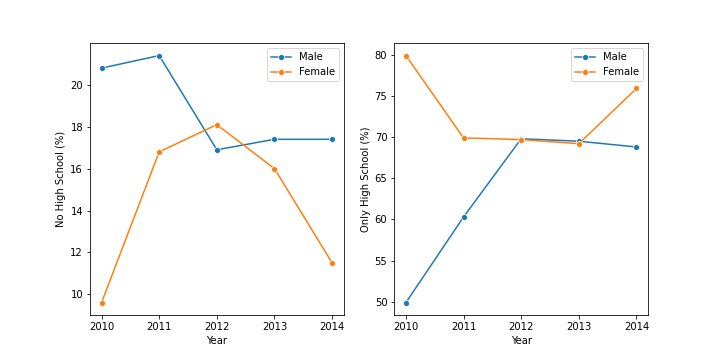 No High School (%)
20
18
16
14
12
10
2010 2011 2012 2013 2014
Year
Male
Female
Only High School (%)
80
75
70
65
60
55
50
2010 2011 2012 2013 2014
Year
Male
Female